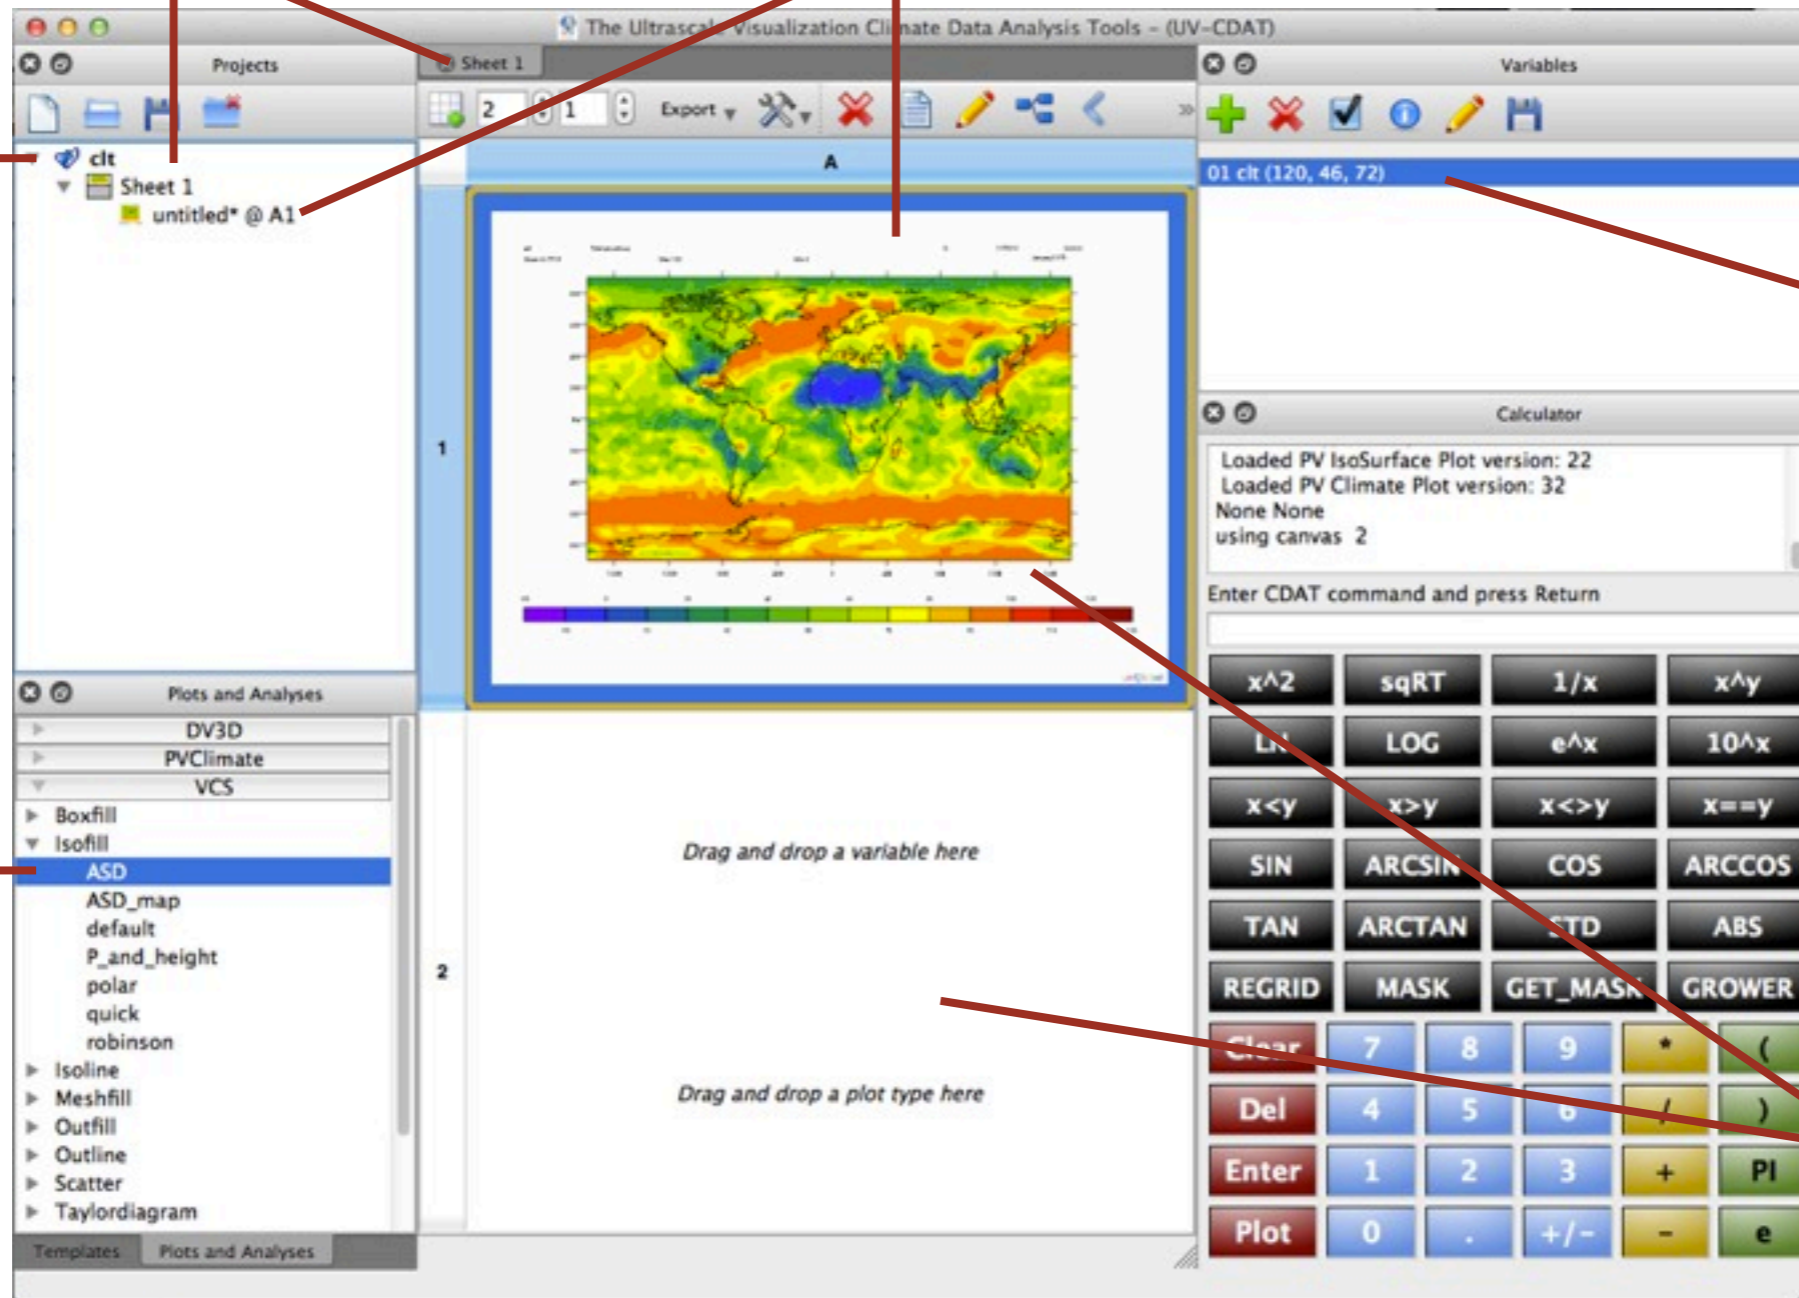 The Ultrascale Visualization Climate Data Analysis Tools - (UV-CDAT)
Projects
clt
Sheet 1
untitled* @ A1
Plots and Analyses
DV3D
PVClimate
VCS
Boxfill
Isofill
ASD
ASD_map
default
P_and_height
polar
quick
robinson
Isoline
Meshfill
Outfill
Outline
Scatter
Taylordiagram
Templates Plots and Analyses
Sheet 1
2 1 Export
A
1
2
Drag and drop a variable here
Drag and drop a plot type here
Variables
01 clt (120, 46, 72)
Calculator
Loaded PV IsoSurface Plot version: 22
Loaded PV Climate Plot version: 32
None None
using canvas 2
Enter CDAT command and press Return
x^2 sqRT 1/x x^y
LN LOG e^x 10^x
x<y x>y x<>y x==y
SIN ARCSIN COS ARCCOS
TAN ARCTAN STD ABS
REGRID MASK GET_MASK GROWER
Clear 7 8 9 * (
Del 4 5 6 / )
Enter 1 2 3 + PI
Plot 0 . +/- - e